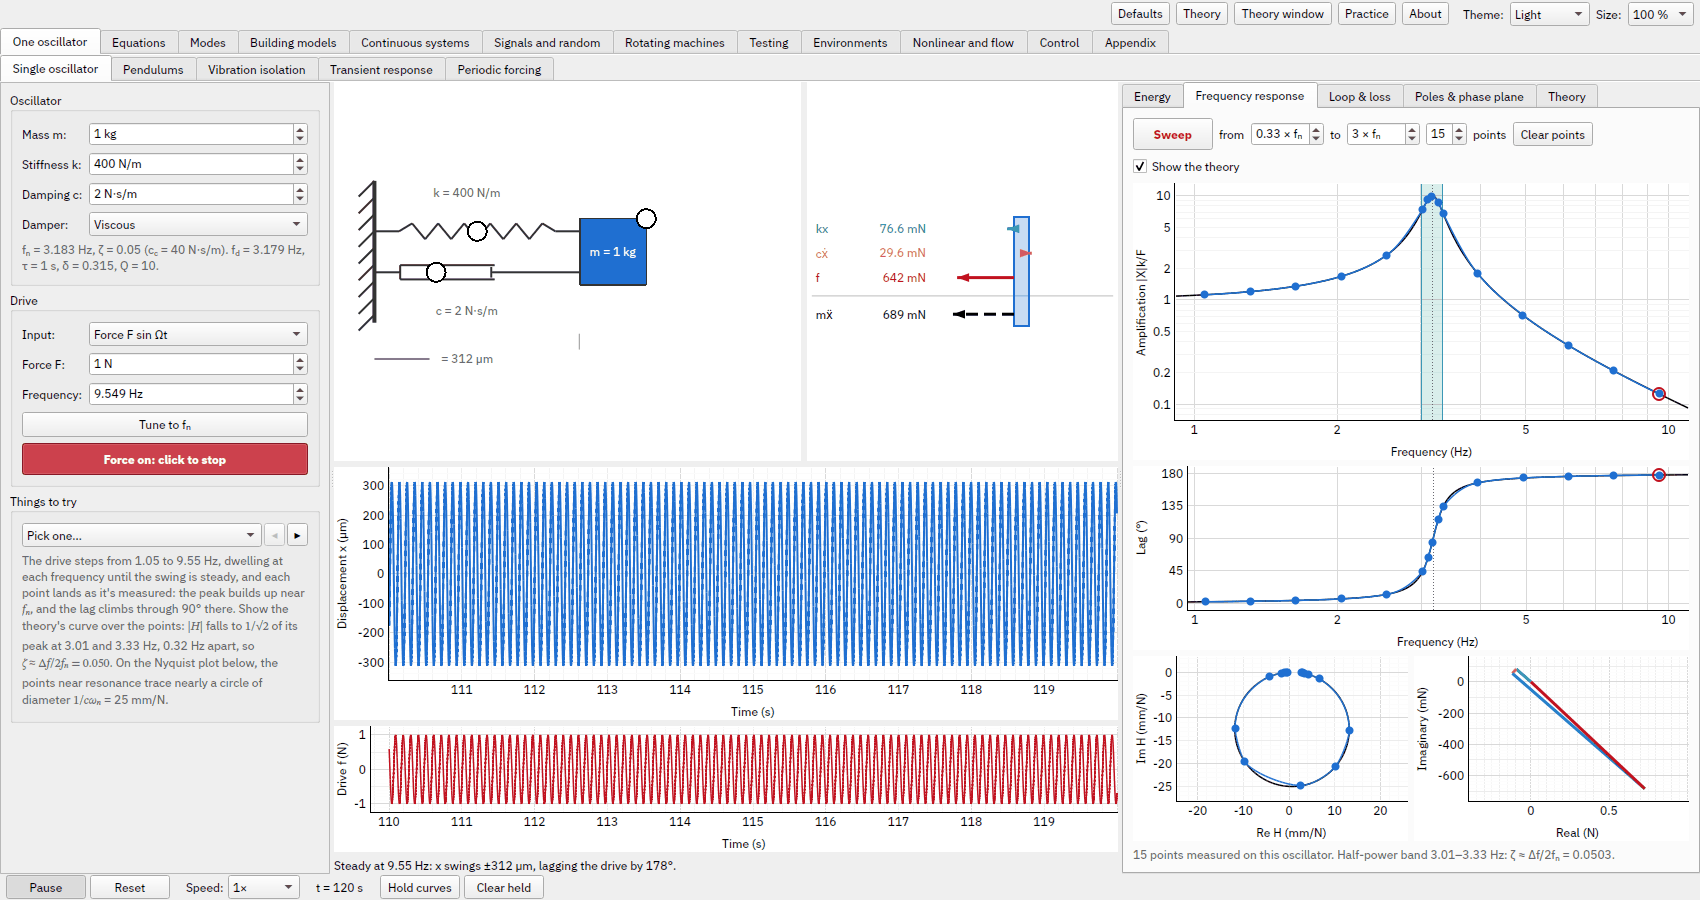 Defaults Theory Theory window Practice About Theme: Light Size: 100 %
One oscillator Equations Modes Building models Continuous systems Signals and random Rotating machines Testing Environments Nonlinear and flow Control Appendix
Single oscillator Pendulums Vibration isolation Transient response Periodic forcing
Oscillator
Mass m: 1 kg
Stiffness k: 400 N/m
Damping c: 2 N·s/m
Damper: Viscous
fₙ = 3.183 Hz, ζ = 0.05 (c꜀ = 40 N·s/m). f_d = 3.179 Hz,
τ = 1 s, δ = 0.315, Q = 10.
Drive
Input: Force F sin Ωt
Force F: 1 N
Frequency: 9.549 Hz
Tune to fₙ
Force on: click to stop
Things to try
Pick one... ◂ ▸
The drive steps from 1.05 to 9.55 Hz, dwelling at
each frequency until the swing is steady, and each
point lands as it's measured: the peak builds up near
fₙ, and the lag climbs through 90° there. Show the
theory's curve over the points: |H| falls to 1/√2 of its
peak at 3.01 and 3.33 Hz, 0.32 Hz apart, so
ζ ≈ Δf/2fₙ = 0.050. On the Nyquist plot below, the
points near resonance trace nearly a circle of
diameter 1/cωₙ = 25 mm/N.
k = 400 N/m
m = 1 kg
c = 2 N·s/m
= 312 µm
kx 76.6 mN
cẋ 29.6 mN
f 642 mN
mẍ 689 mN
Displacement x (µm)
300
200
100
0
-100
-200
-300
111 112 113 114 115 116 117 118 119
Time (s)
Drive f (N)
1
0
-1
110 111 112 113 114 115 116 117 118 119
Time (s)
Steady at 9.55 Hz: x swings ±312 µm, lagging the drive by 178°.
Energy Frequency response Loop & loss Poles & phase plane Theory
Sweep from 0.33 × fₙ to 3 × fₙ 15 points Clear points
Show the theory
Amplification |X|k/F
10
5
2
1
0.5
0.2
0.1
1 2 5 10
Frequency (Hz)
Lag (°)
180
135
90
45
0
1 2 5 10
Frequency (Hz)
Im H (mm/N)
0
-5
-10
-15
-20
-25
-20 -10 0 10 20
Re H (mm/N)
Imaginary (mN)
0
-200
-400
-600
0 0.5
Real (N)
15 points measured on this oscillator. Half-power band 3.01–3.33 Hz: ζ ≈ Δf/2fₙ = 0.0503.
Pause Reset Speed: 1× t = 120 s Hold curves Clear held